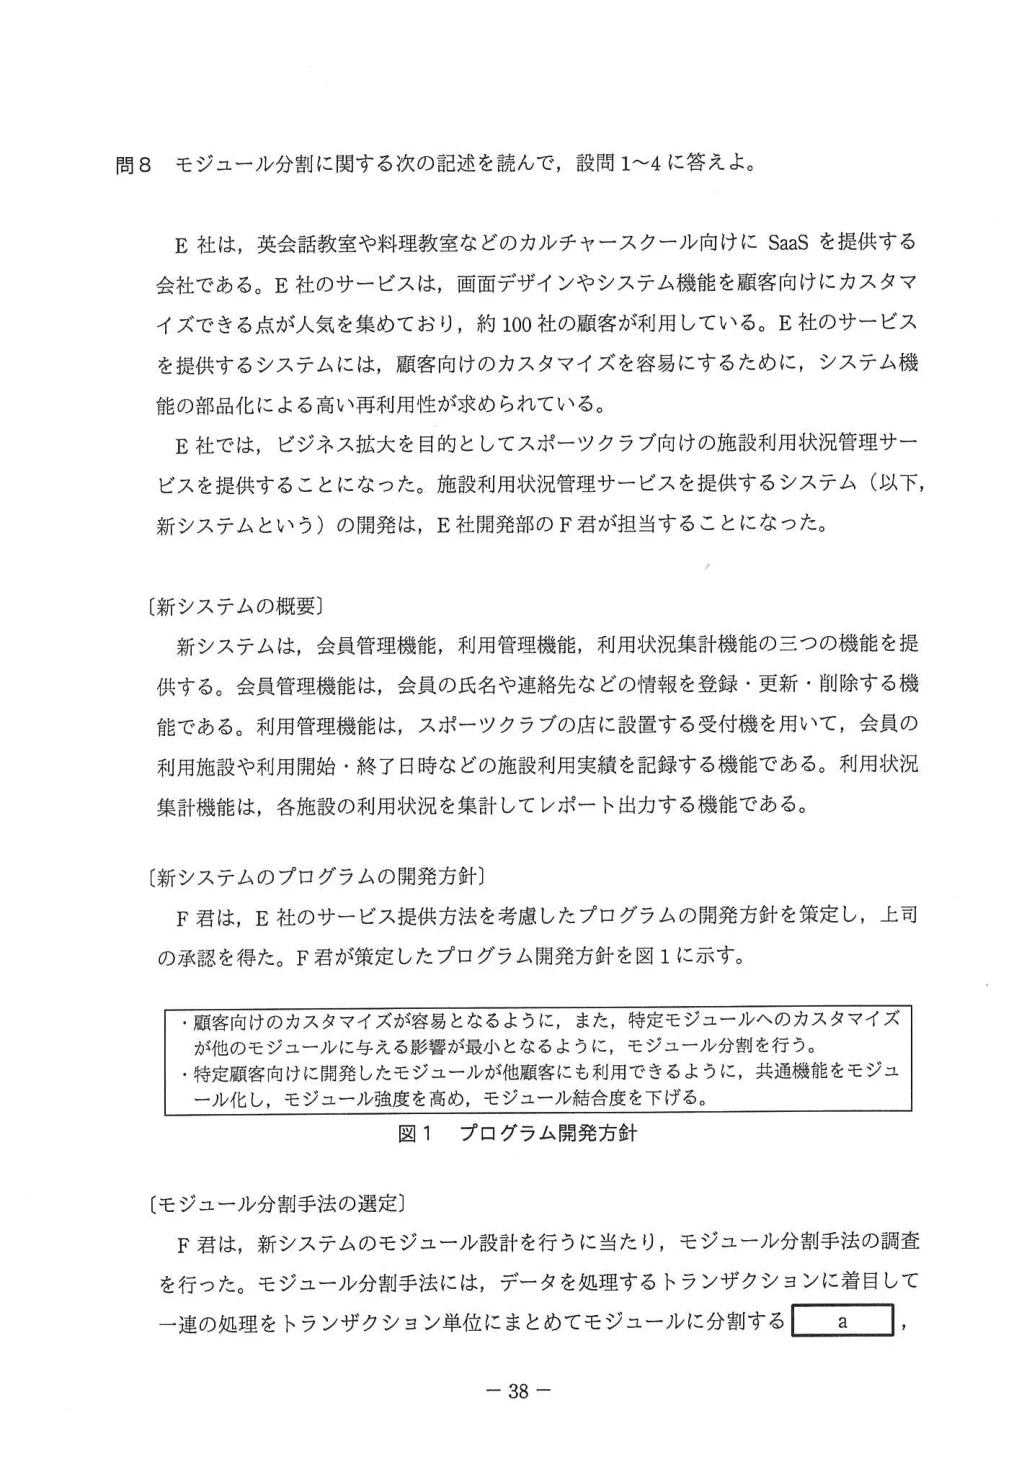 問8　モジュール分割に関する次の記述を読んで，設問1〜4に答えよ。
E 社は，英会話教室や料理教室などのカルチャースクール向けに SaaS を提供する
会社である。E 社のサービスは，画面デザインやシステム機能を顧客向けにカスタマ
イズできる点が人気を集めており，約 100 社の顧客が利用している。E 社のサービス
を提供するシステムには，顧客向けのカスタマイズを容易にするために，システム機
能の部品化による高い再利用性が求められている。
E 社では，ビジネス拡大を目的としてスポーツクラブ向けの施設利用状況管理サー
ビスを提供することになった。施設利用状況管理サービスを提供するシステム（以下，
新システムという）の開発は，E 社開発部の F 君が担当することになった。
〔新システムの概要〕
新システムは，会員管理機能，利用管理機能，利用状況集計機能の三つの機能を提
供する。会員管理機能は，会員の氏名や連絡先などの情報を登録・更新・削除する機
能である。利用管理機能は，スポーツクラブの店に設置する受付機を用いて，会員の
利用施設や利用開始・終了日時などの施設利用実績を記録する機能である。利用状況
集計機能は，各施設の利用状況を集計してレポート出力する機能である。
〔新システムのプログラムの開発方針〕
F 君は，E 社のサービス提供方法を考慮したプログラムの開発方針を策定し，上司
の承認を得た。F 君が策定したプログラム開発方針を図 1 に示す。
・顧客向けのカスタマイズが容易となるように，また，特定モジュールへのカスタマイズ
が他のモジュールに与える影響が最小となるように，モジュール分割を行う。
・特定顧客向けに開発したモジュールが他顧客にも利用できるように，共通機能をモジュ
ール化し，モジュール強度を高め，モジュール結合度を下げる。
図1　プログラム開発方針
〔モジュール分割手法の選定〕
F 君は，新システムのモジュール設計を行うに当たり，モジュール分割手法の調査
を行った。モジュール分割手法には，データを処理するトランザクションに着目して
一連の処理をトランザクション単位にまとめてモジュールに分割する a ，
− 38 −